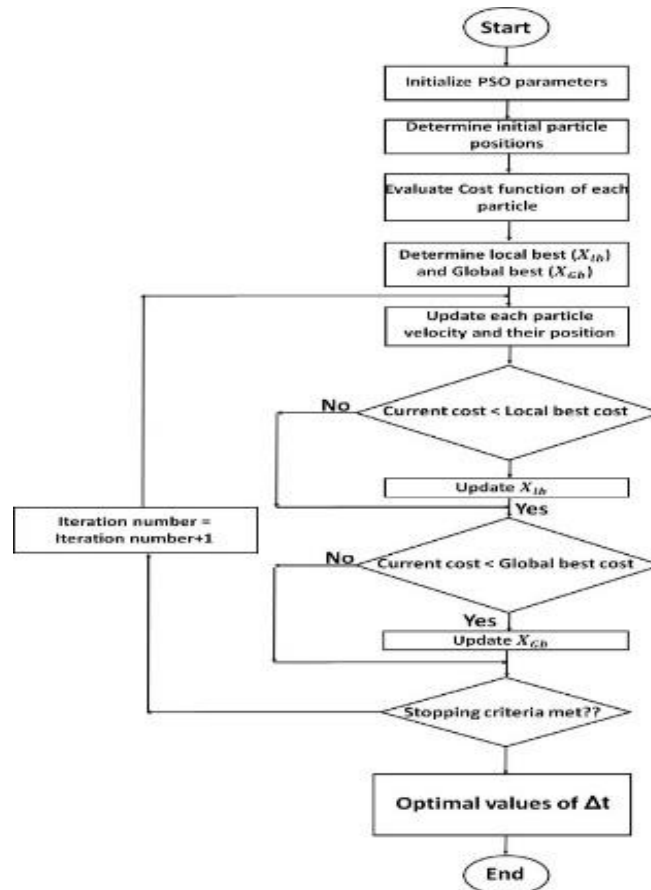 Start
Initialize PSO parameters
Determine initial particle
positions
Evaluate Cost function of each
particle
Determine local best (X_lb)
and Global best (X_Gb)
Update each particle
velocity and their position
No
Current cost < Local best cost
Update X_lb
Yes
Iteration number =
Iteration number+1
No
Current cost < Global best cost
Yes
Update X_Gb
Stopping criteria met??
Optimal values of Δt
End